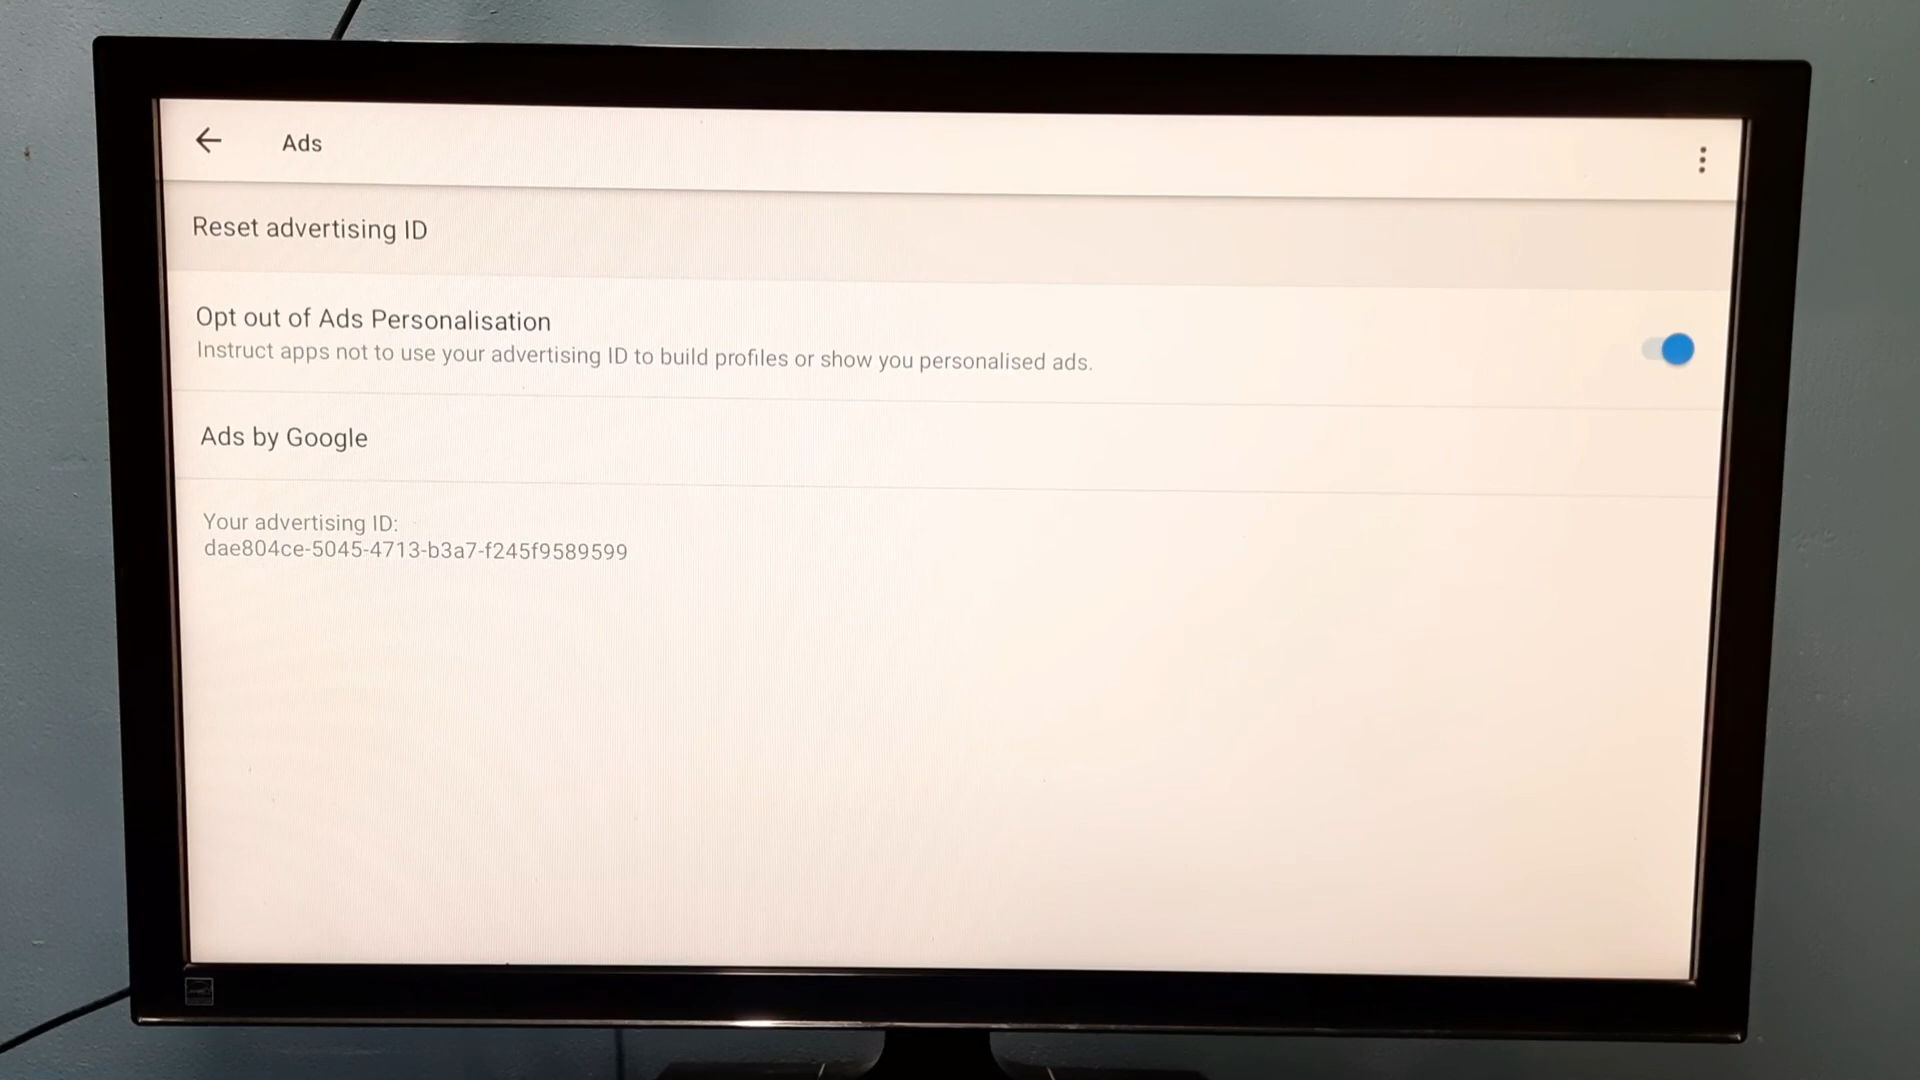 Ads
Reset advertising ID
Opt out of Ads Personalisation
Instruct apps not to use your advertising ID to build profiles or show you personalised ads.
Ads by Google
Your advertising ID:
dae804ce-5045-4713-b3a7-f245f9589599